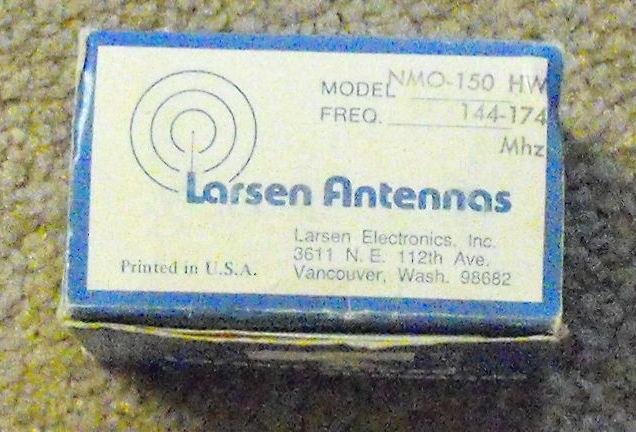 MODEL NMO-150 HW
FREQ. 144-174
Mhz
Larsen Antennas
Larsen Electronics, Inc.
3611 N. E. 112th Ave.
Printed in U.S.A. Vancouver, Wash. 98682